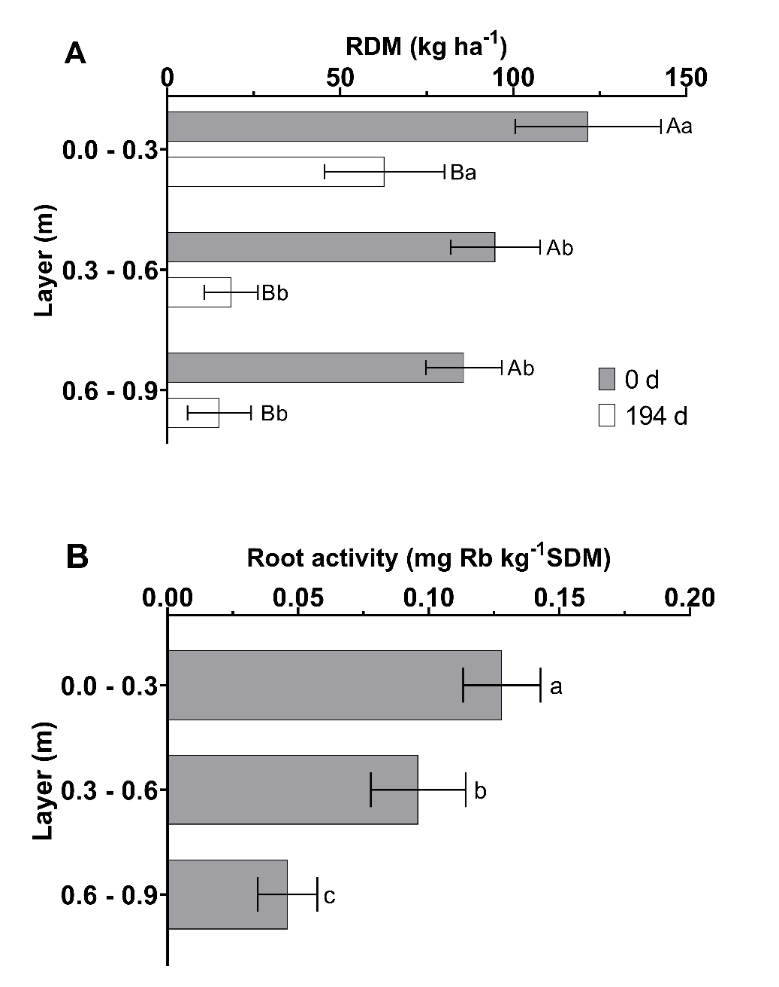 A
RDM (kg ha-1)
0 50 100 150
Layer (m)
0.0 - 0.3
Aa
Ba
0.3 - 0.6
Ab
Bb
0.6 - 0.9
Ab
Bb
0 d
194 d
B
Root activity (mg Rb kg-1SDM)
0.00 0.05 0.10 0.15 0.20
Layer (m)
0.0 - 0.3
a
0.3 - 0.6
b
0.6 - 0.9
c